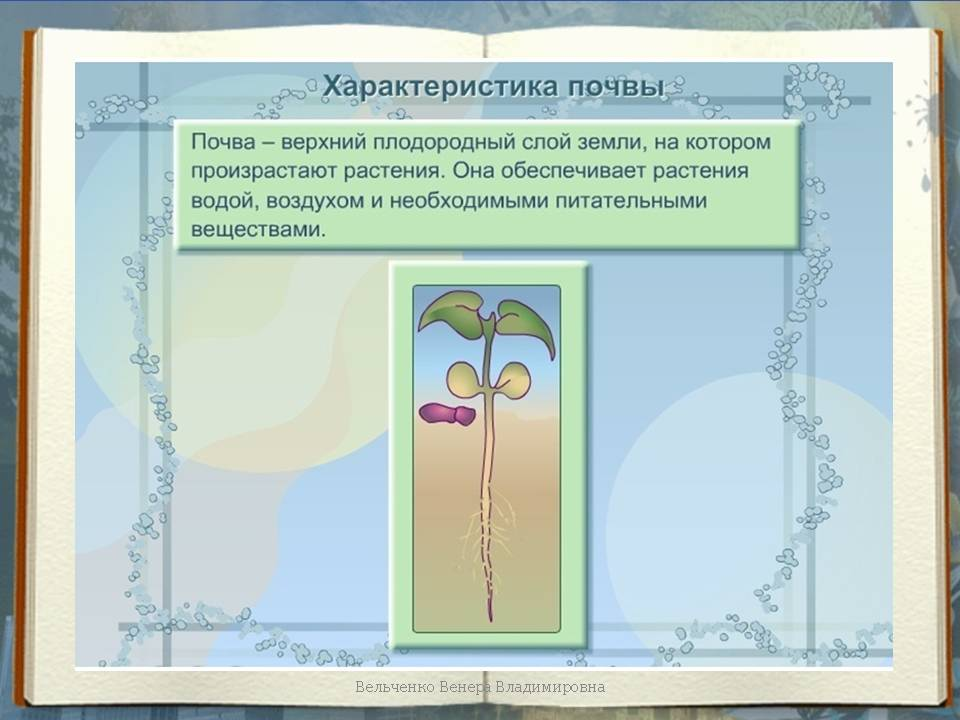 Характеристика почвы
Почва – верхний плодородный слой земли, на котором
произрастают растения. Она обеспечивает растения
водой, воздухом и необходимыми питательными
веществами.
Вельченко Венера Владимировна